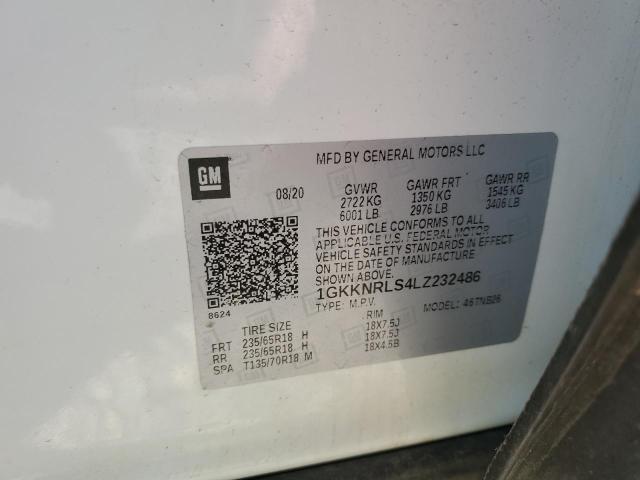 GM
MFD BY GENERAL MOTORS LLC
08/20
GVWR GAWR FRT GAWR RR
2722 KG 1350 KG 1545 KG
6001 LB 2976 LB 3406 LB
THIS VEHICLE CONFORMS TO ALL
APPLICABLE U.S. FEDERAL MOTOR
VEHICLE SAFETY STANDARDS IN EFFECT
ON THE DATE OF MANUFACTURE
SHOWN ABOVE.
1GKKNRLS4LZ232486
TYPE: M.P.V. MODEL: 46TNB26
8624
TIRE SIZE RIM
FRT 235/65R18 H 18X7.5J
RR 235/65R18 H 18X7.5J
SPA T135/70R18 M 18X4.5B